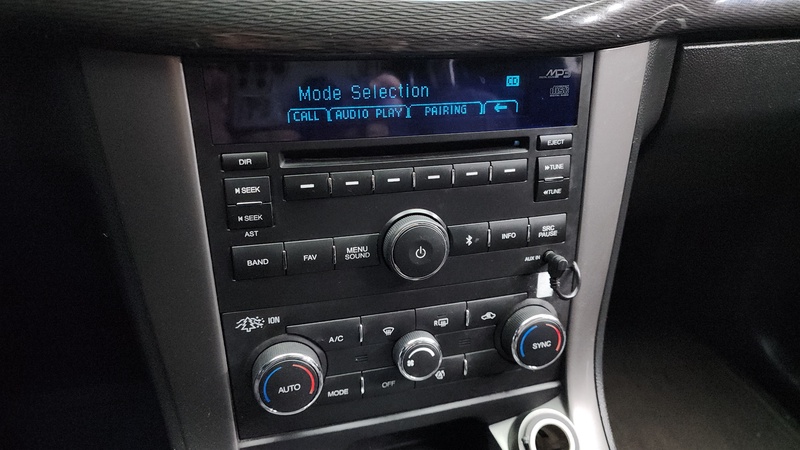 CD
MP3
Mode Selection
CALL AUDIO PLAY PAIRING
EJECT
DIR
SEEK
TUNE
SEEK
TUNE
AST
BAND
FAV
MENU
SOUND
INFO
SRC
PAUSE
AUX IN
ION
A/C
R
AUTO
MODE
OFF
SYNC